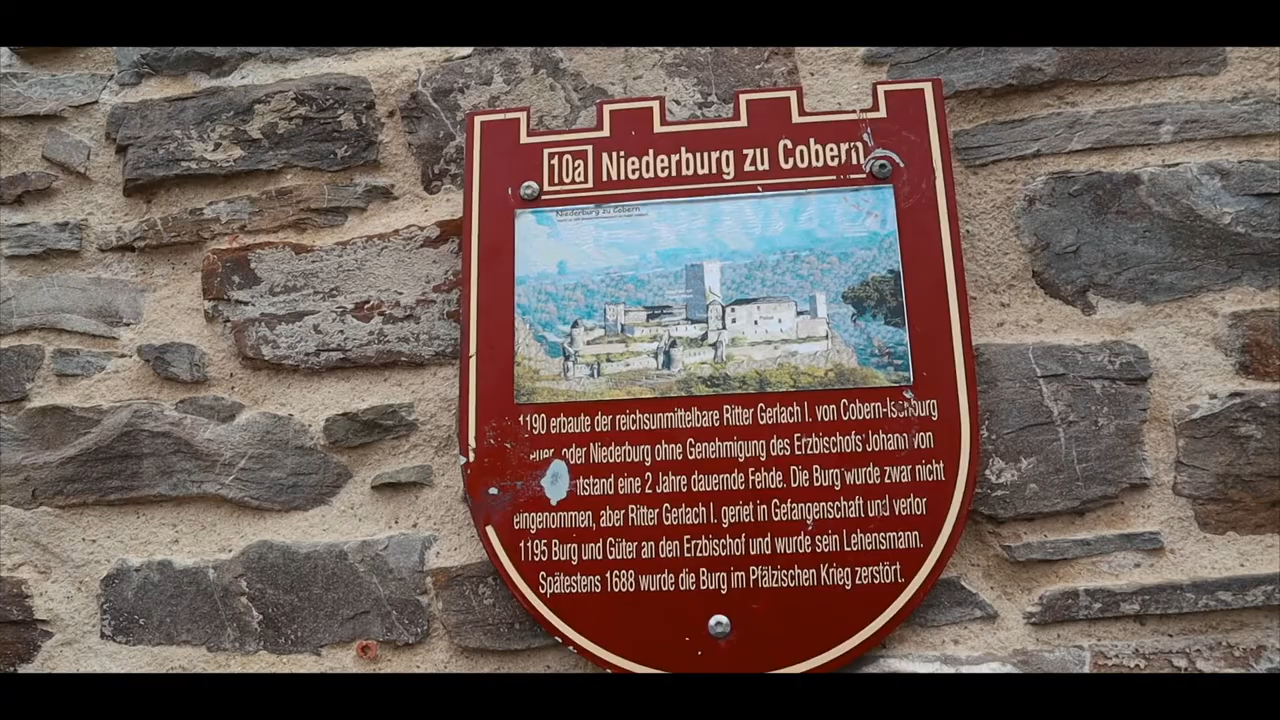 10a Niederburg zu Cobern
Niederburg zu Cobern
1190 erbaute der reichsunmittelbare Ritter Gerlach I. von Cobern-Isenburg
oder Niederburg ohne Genehmigung des Erzbischofs Johann von
eine 2 Jahre dauernde Fehde. Die Burg wurde zwar nicht
eingenommen, aber Ritter Gerlach I. geriet in Gefangenschaft und verlor
1195 Burg und Güter an den Erzbischof und wurde sein Lehensmann.
Spätestens 1688 wurde die Burg im Pfälzischen Krieg zerstört.